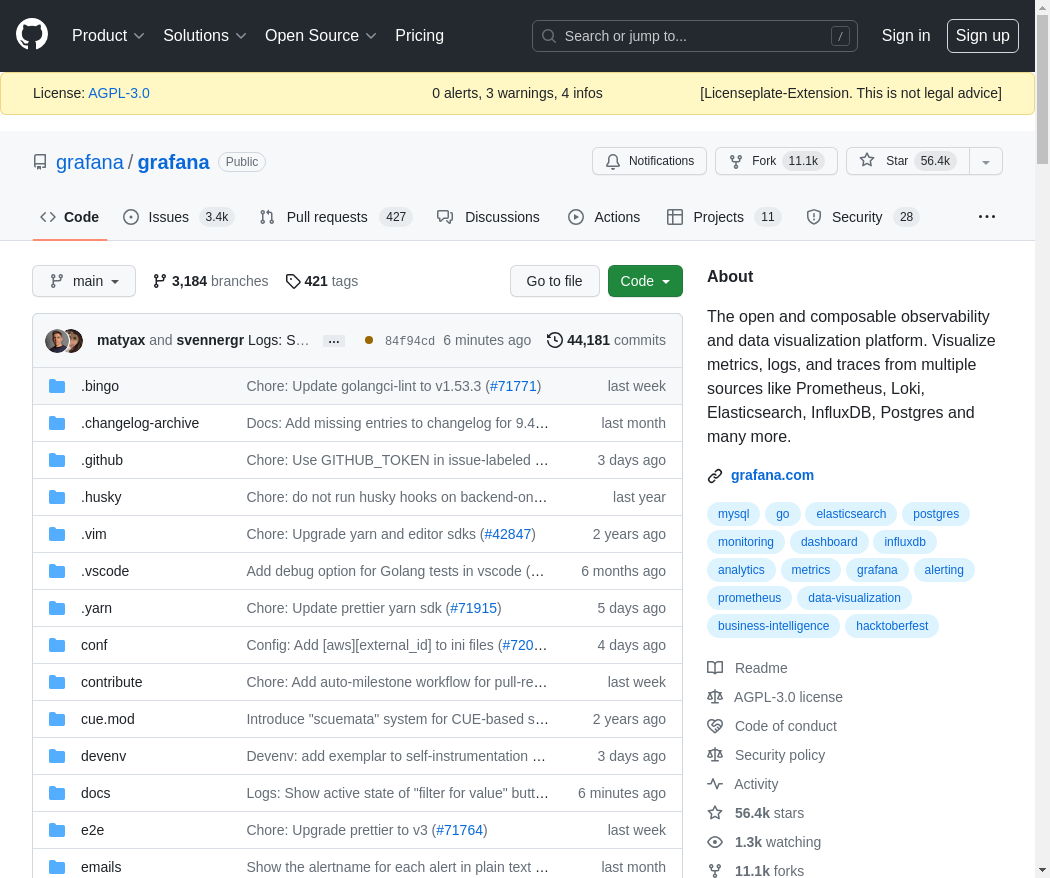 Product Solutions Open Source Pricing Search or jump to... / Sign in Sign up
License: AGPL-3.0 0 alerts, 3 warnings, 4 infos [Licenseplate-Extension. This is not legal advice]
grafana / grafana Public Notifications Fork 11.1k Star 56.4k
Code Issues 3.4k Pull requests 427 Discussions Actions Projects 11 Security 28 ...
main 3,184 branches 421 tags Go to file Code
matyax and svennergr Logs: S… … 84f94cd 6 minutes ago 44,181 commits
.bingo Chore: Update golangci-lint to v1.53.3 (#71771) last week
.changelog-archive Docs: Add missing entries to changelog for 9.4… last month
.github Chore: Use GITHUB_TOKEN in issue-labeled … 3 days ago
.husky Chore: do not run husky hooks on backend-on… last year
.vim Chore: Upgrade yarn and editor sdks (#42847) 2 years ago
.vscode Add debug option for Golang tests in vscode (… 6 months ago
.yarn Chore: Update prettier yarn sdk (#71915) 5 days ago
conf Config: Add [aws][external_id] to ini files (#720… 4 days ago
contribute Chore: Add auto-milestone workflow for pull-re… last week
cue.mod Introduce "scuemata" system for CUE-based s… 2 years ago
devenv Devenv: add exemplar to self-instrumentation … 3 days ago
docs Logs: Show active state of "filter for value" butt… 6 minutes ago
e2e Chore: Upgrade prettier to v3 (#71764) last week
emails Show the alertname for each alert in plain text … last month
About
The open and composable observability
and data visualization platform. Visualize
metrics, logs, and traces from multiple
sources like Prometheus, Loki,
Elasticsearch, InfluxDB, Postgres and
many more.
grafana.com
mysql go elasticsearch postgres
monitoring dashboard influxdb
analytics metrics grafana alerting
prometheus data-visualization
business-intelligence hacktoberfest
Readme
AGPL-3.0 license
Code of conduct
Security policy
Activity
56.4k stars
1.3k watching
11.1k forks